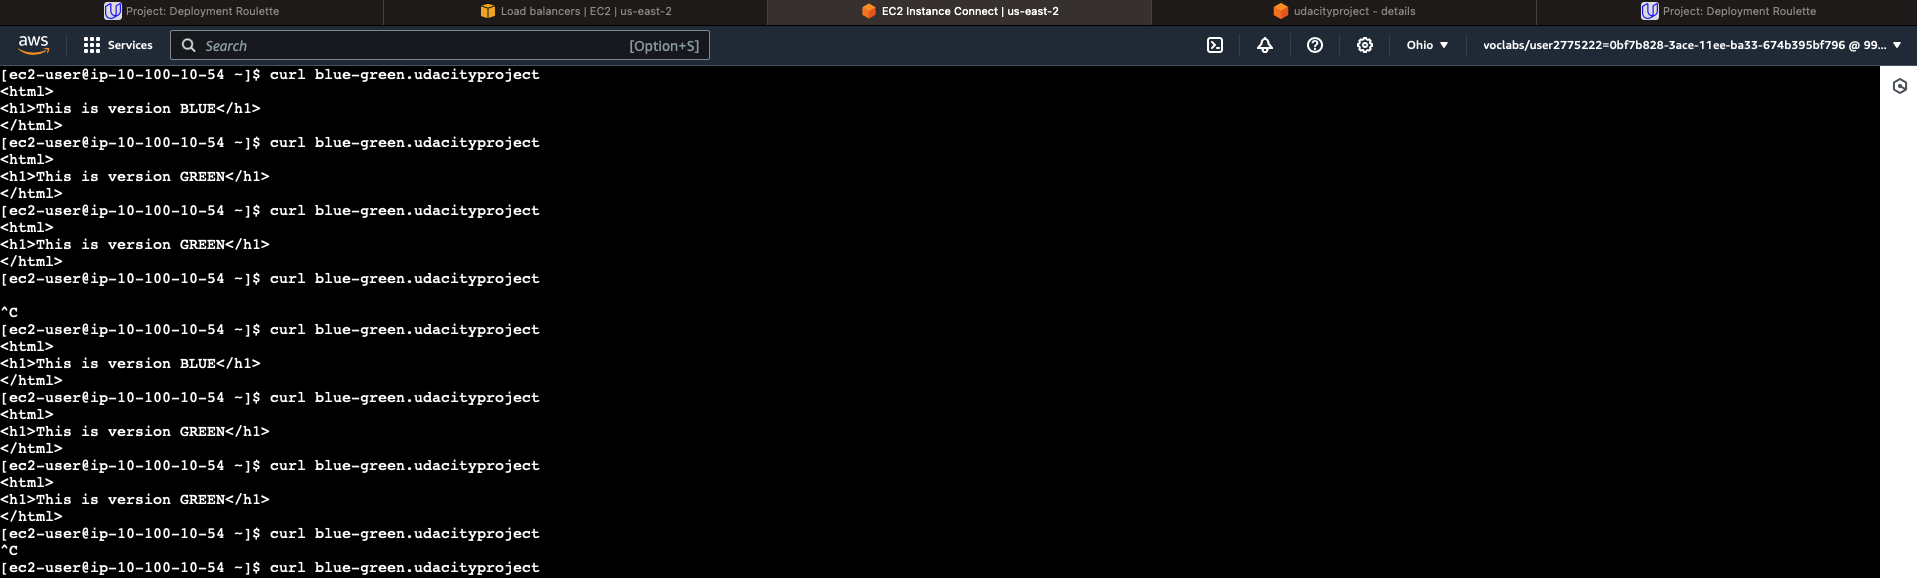 Project: Deployment Roulette
Load balancers | EC2 | us-east-2
EC2 Instance Connect | us-east-2
udacityproject - details
Project: Deployment Roulette
aws
Services
Search
[Option+S]
Ohio
voclabs/user2775222=0bf7b828-3ace-11ee-ba33-674b395bf796 @ 99...
[ec2-user@ip-10-100-10-54 ~]$ curl blue-green.udacityproject
<html>
<h1>This is version BLUE</h1>
</html>
[ec2-user@ip-10-100-10-54 ~]$ curl blue-green.udacityproject
<html>
<h1>This is version GREEN</h1>
</html>
[ec2-user@ip-10-100-10-54 ~]$ curl blue-green.udacityproject
<html>
<h1>This is version GREEN</h1>
</html>
[ec2-user@ip-10-100-10-54 ~]$ curl blue-green.udacityproject
^C
[ec2-user@ip-10-100-10-54 ~]$ curl blue-green.udacityproject
<html>
<h1>This is version BLUE</h1>
</html>
[ec2-user@ip-10-100-10-54 ~]$ curl blue-green.udacityproject
<html>
<h1>This is version GREEN</h1>
</html>
[ec2-user@ip-10-100-10-54 ~]$ curl blue-green.udacityproject
<html>
<h1>This is version GREEN</h1>
</html>
[ec2-user@ip-10-100-10-54 ~]$ curl blue-green.udacityproject
^C
[ec2-user@ip-10-100-10-54 ~]$ curl blue-green.udacityproject